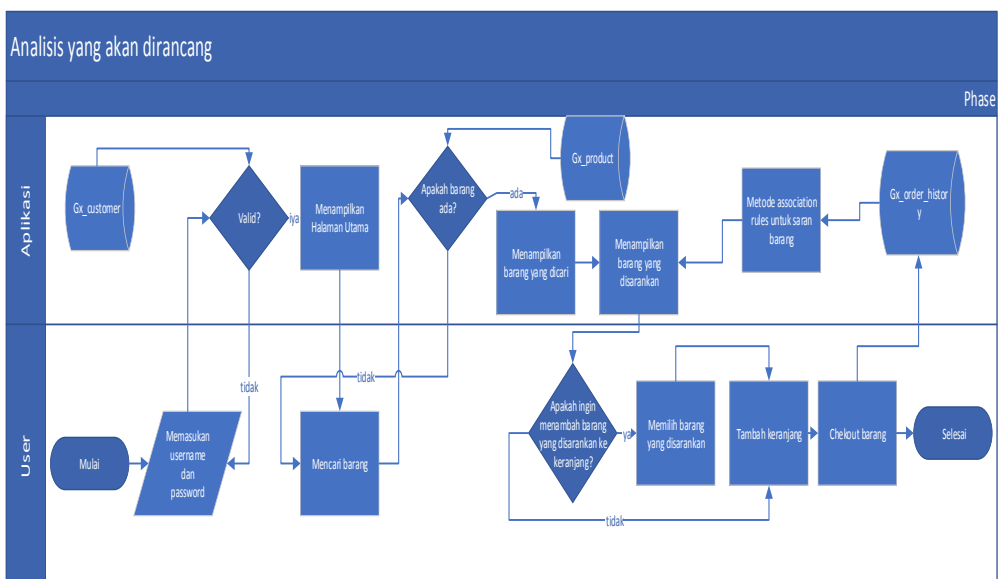 Analisis yang akan dirancang
Phase
Aplikasi
Gx_customer
Valid?
iya
Menampilkan
Halaman Utama
Apakah barang
ada?
ada
Gx_product
Menampilkan
barang yang dicari
Menampilkan
barang yang
disarankan
Metode association
rules untuk saran
barang
Gx_order_histor
y
User
Mulai
Memasukan
username
dan
password
tidak
Mencari barang
tidak
Apakah ingin
menambah barang
yang disarankan ke
keranjang?
ya
Memilih barang
yang disarankan
Tambah keranjang
Chekout barang
Selesai
tidak